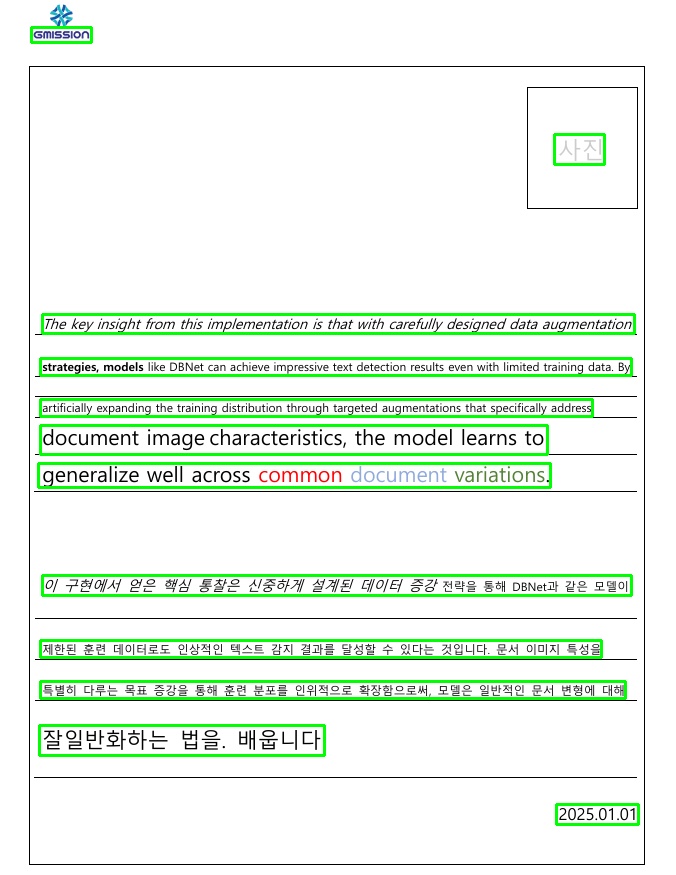 GMISSION
사진
The key insight from this implementation is that with carefully designed data augmentation
strategies, models like DBNet can achieve impressive text detection results even with limited training data. By
artificially expanding the training distribution through targeted augmentations that specifically address
document image characteristics, the model learns to
generalize well across common document variations.
이 구현에서 얻은 핵심 통찰은 신중하게 설계된 데이터 증강 전략을 통해 DBNet과 같은 모델이
제한된 훈련 데이터로도 인상적인 텍스트 감지 결과를 달성할 수 있다는 것입니다. 문서 이미지 특성을
특별히 다루는 목표 증강을 통해 훈련 분포를 인위적으로 확장함으로써, 모델은 일반적인 문서 변형에 대해
잘일반화하는 법을. 배웁니다
2025.01.01